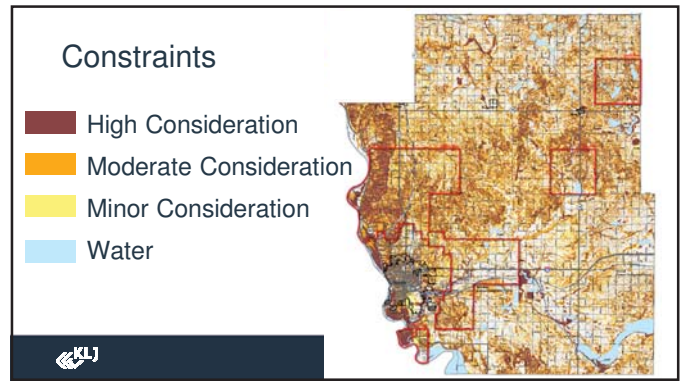 Constraints
High Consideration
Moderate Consideration
Minor Consideration
Water
KLJ